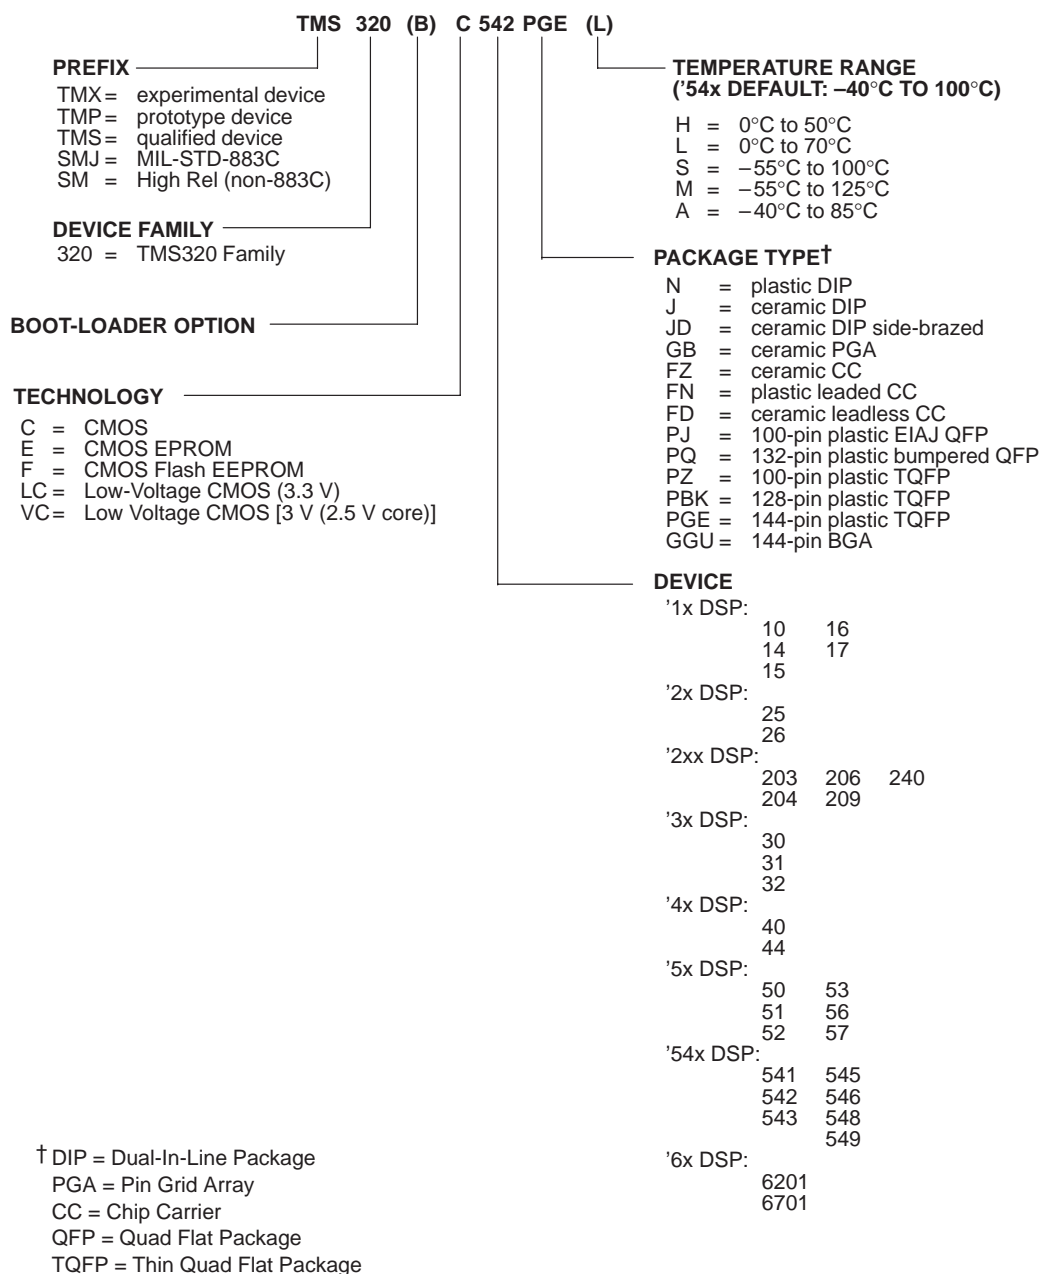 TMS 320 (B) C 542 PGE (L)
PREFIX
TMX = experimental device
TMP = prototype device
TMS = qualified device
SMJ = MIL-STD-883C
SM = High Rel (non-883C)
DEVICE FAMILY
320 = TMS320 Family
BOOT-LOADER OPTION
TECHNOLOGY
C = CMOS
E = CMOS EPROM
F = CMOS Flash EEPROM
LC = Low-Voltage CMOS (3.3 V)
VC = Low Voltage CMOS [3 V (2.5 V core)]
TEMPERATURE RANGE
(’54x DEFAULT: –40°C TO 100°C)
H = 0°C to 50°C
L = 0°C to 70°C
S = –55°C to 100°C
M = –55°C to 125°C
A = –40°C to 85°C
PACKAGE TYPE†
N = plastic DIP
J = ceramic DIP
JD = ceramic DIP side-brazed
GB = ceramic PGA
FZ = ceramic CC
FN = plastic leaded CC
FD = ceramic leadless CC
PJ = 100-pin plastic EIAJ QFP
PQ = 132-pin plastic bumpered QFP
PZ = 100-pin plastic TQFP
PBK = 128-pin plastic TQFP
PGE = 144-pin plastic TQFP
GGU = 144-pin BGA
DEVICE
’1x DSP:
10 16
14 17
15
’2x DSP:
25
26
’2xx DSP:
203 206 240
204 209
’3x DSP:
30
31
32
’4x DSP:
40
44
’5x DSP:
50 53
51 56
52 57
’54x DSP:
541 545
542 546
543 548
549
’6x DSP:
6201
6701
† DIP = Dual-In-Line Package
PGA = Pin Grid Array
CC = Chip Carrier
QFP = Quad Flat Package
TQFP = Thin Quad Flat Package